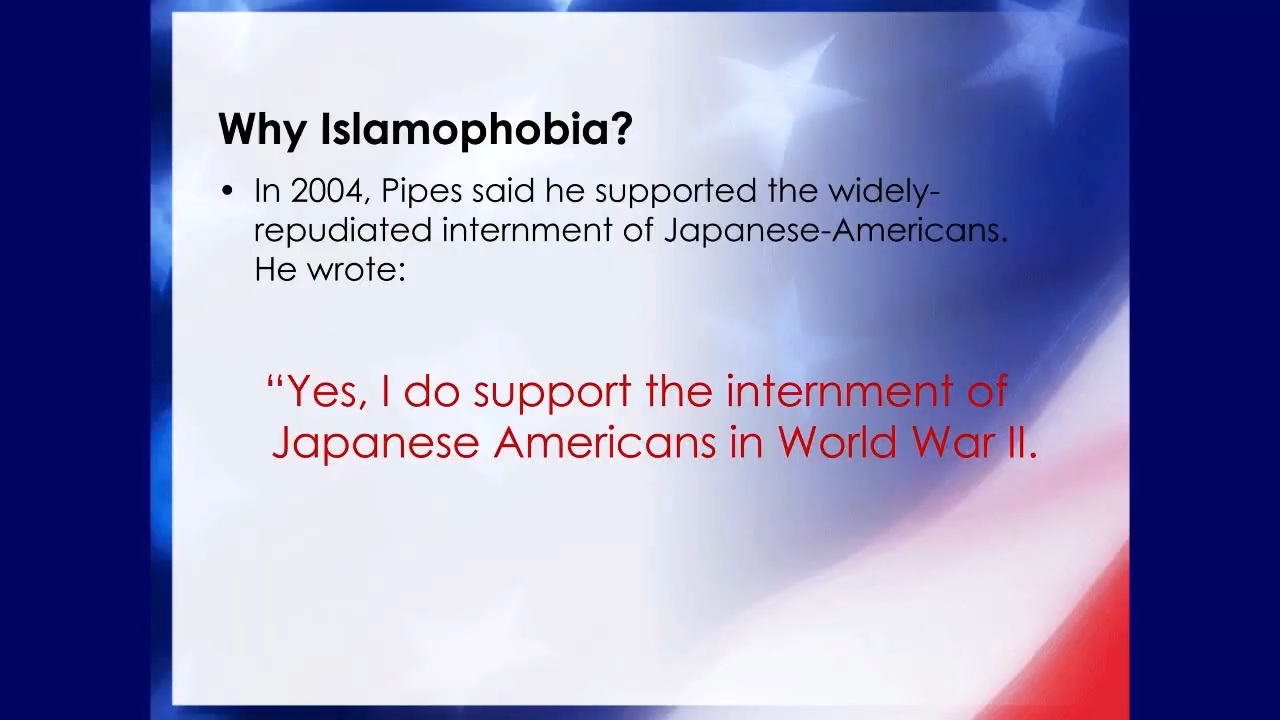 Why Islamophobia?
• In 2004, Pipes said he supported the widely-
repudiated internment of Japanese-Americans.
He wrote:
“Yes, I do support the internment of
Japanese Americans in World War II.